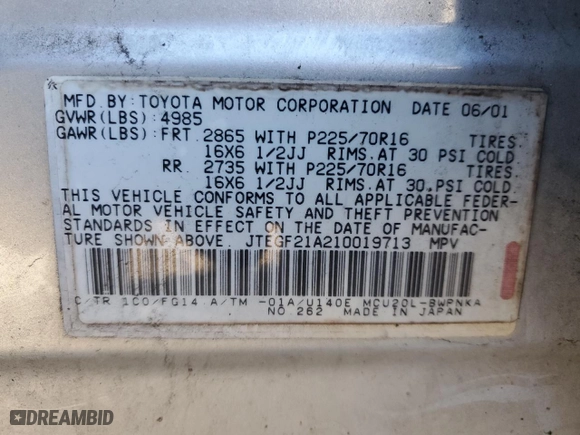 MFD. BY: TOYOTA MOTOR CORPORATION DATE 06/01
GVWR(LBS): 4985
GAWR(LBS): FRT. 2865 WITH P225/70R16 TIRES.
16X6 1/2JJ RIMS. AT 30 PSI COLD
RR 2735 WITH P225/70R16 TIRES
16X6 1/2JJ RIMS. AT 30. PSI COLD.
THIS VEHICLE CONFORMS TO ALL APPLICABLE FEDER-
AL MOTOR VEHICLE SAFETY AND THEFT PREVENTION
STANDARDS IN EFFECT ON THE DATE OF MANUFAC-
TURE SHOWN ABOVE. JTEGF21A210019713 MPV
C/TR 1C0/FG14 A/TM -01A/U140E MCU20L-BWPNKA
NO.262 MADE IN JAPAN
DREAMBID